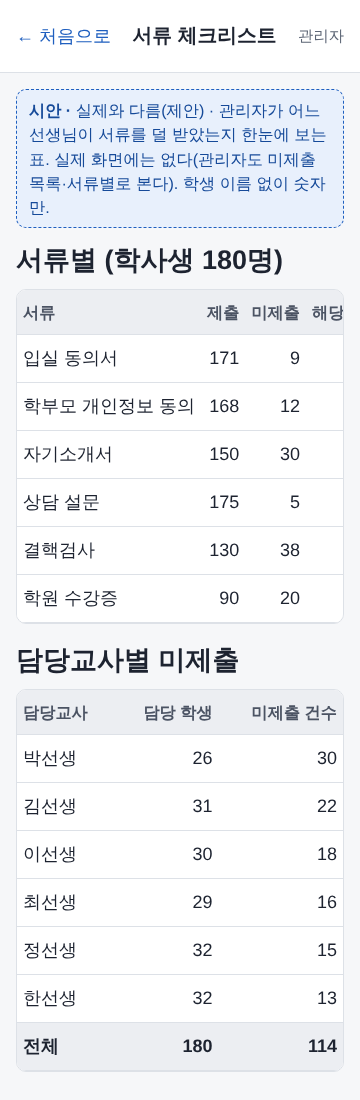 ← 처음으로 서류 체크리스트 관리자
시안 · 실제와 다름(제안) · 관리자가 어느
선생님이 서류를 덜 받았는지 한눈에 보는
표. 실제 화면에는 없다(관리자도 미제출
목록·서류별로 본다). 학생 이름 없이 숫자
만.
서류별 (학사생 180명)
서류 제출 미제출 해당
입실 동의서 171 9
학부모 개인정보 동의 168 12
자기소개서 150 30
상담 설문 175 5
결핵검사 130 38
학원 수강증 90 20
담당교사별 미제출
담당교사 담당 학생 미제출 건수
박선생 26 30
김선생 31 22
이선생 30 18
최선생 29 16
정선생 32 15
한선생 32 13
전체 180 114